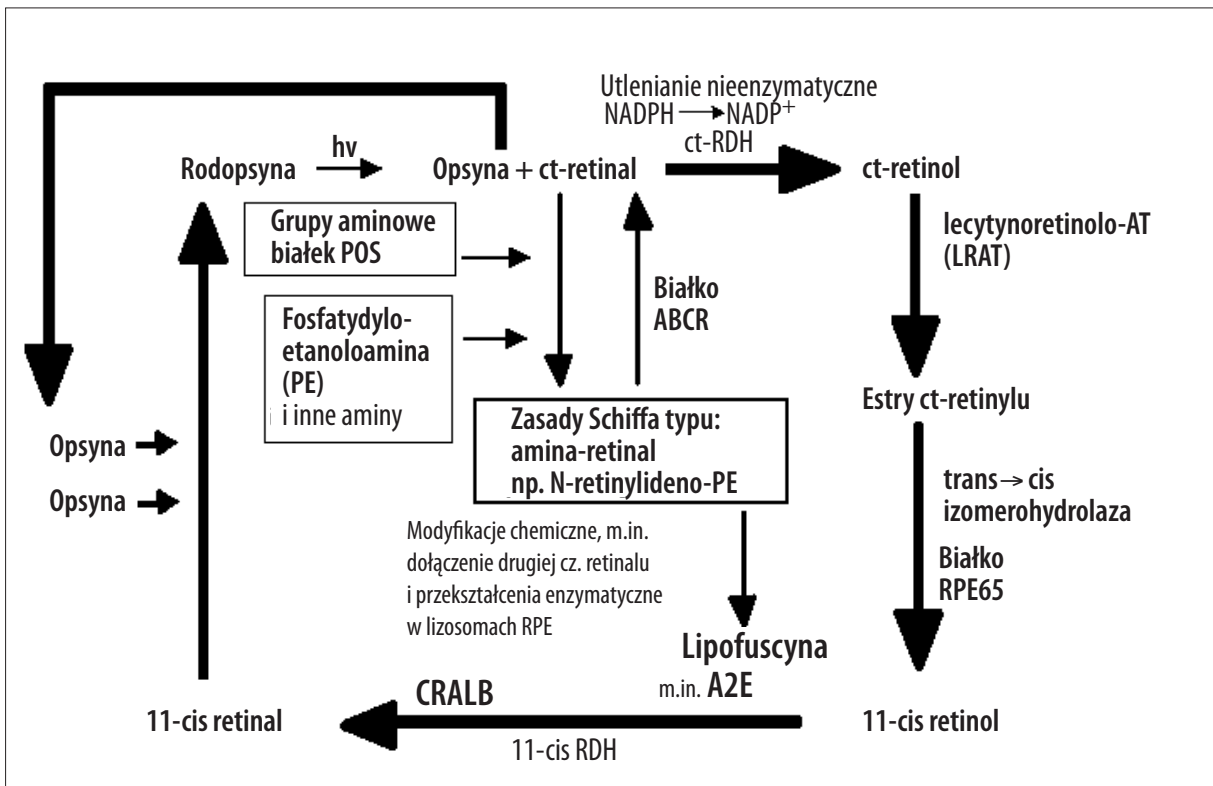 Utlenianie nieenzymatyczne
NADPH → NADP+
ct-RDH
hv
Rodopsyna
Opsyna + ct-retinal
ct-retinol
Grupy aminowe
białek POS
lecytynoretinolo-AT
(LRAT)
Białko
ABCR
Fosfatydylo-
etanoloamina
(PE)
i inne aminy
Estry ct-retinylu
Zasady Schiffa typu:
amina-retinal
np. N-retinylideno-PE
Opsyna
Opsyna
trans → cis
izomerohydrolaza
Białko
RPE65
Modyfikacje chemiczne, m.in.
dołączenie drugiej cz. retinalu
i przekształcenia enzymatyczne
w lizosomach RPE
Lipofuscyna
m.in. A2E
CRALB
11-cis retinal
11-cis retinol
11-cis RDH